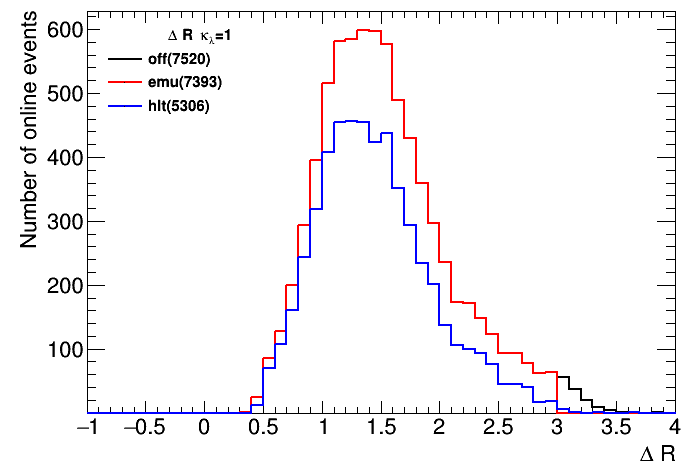 Δ R κλ=1
off(7520)
emu(7393)
hlt(5306)
Number of online events
600
500
400
300
200
100
−1 −0.5 0 0.5 1 1.5 2 2.5 3 3.5 4
Δ R